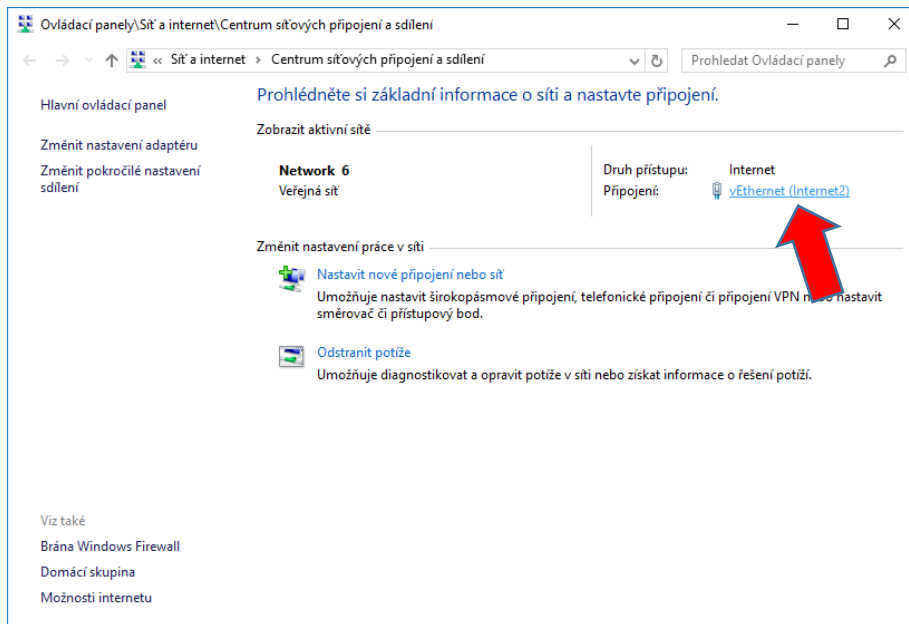 Ovládací panely\Síť a internet\Centrum síťových připojení a sdílení
« Síť a internet › Centrum síťových připojení a sdílení
Prohledat Ovládací panely
Hlavní ovládací panel
Změnit nastavení adaptéru
Změnit pokročilé nastavení
sdílení
Prohlédněte si základní informace o síti a nastavte připojení.
Zobrazit aktivní sítě
Network 6
Veřejná síť
Druh přístupu: Internet
Připojení: vEthernet (Internet2)
Změnit nastavení práce v síti
Nastavit nové připojení nebo síť
Umožňuje nastavit širokopásmové připojení, telefonické připojení či připojení VPN nebo nastavit
směrovač či přístupový bod.
Odstranit potíže
Umožňuje diagnostikovat a opravit potíže v síti nebo získat informace o řešení potíží.
Viz také
Brána Windows Firewall
Domácí skupina
Možnosti internetu